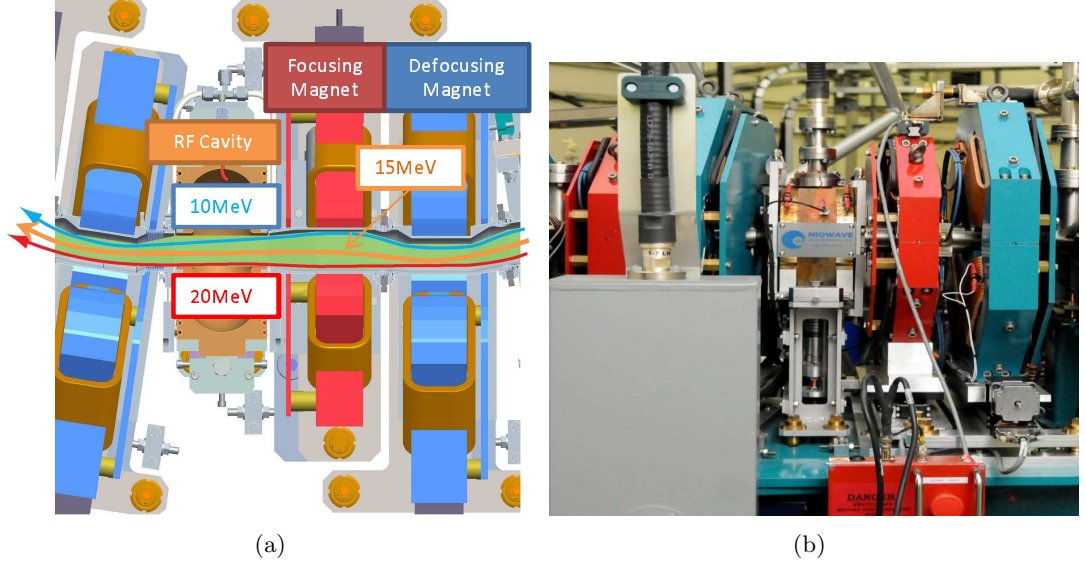 Focusing
Magnet
Defocusing
Magnet
RF Cavity
15MeV
10MeV
20MeV
NIOWAVE
DANGER
(a)
(b)